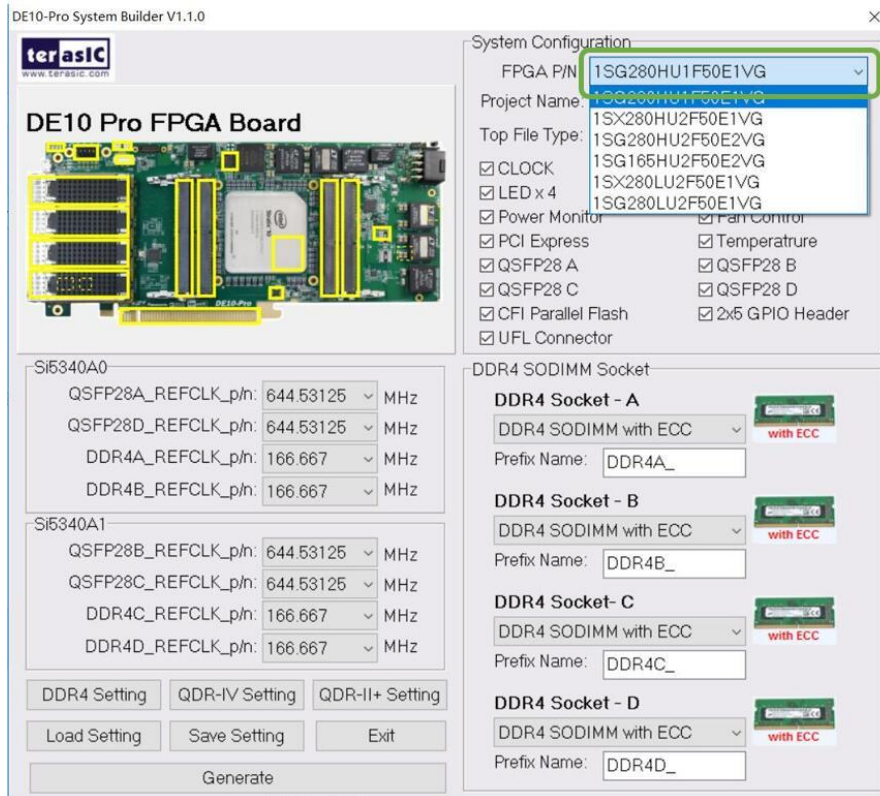 DE10-Pro System Builder V1.1.0
terasIC
www.terasic.com
DE10 Pro FPGA Board
DE10-Pro
System Configuration
FPGA P/N
1SG280HU1F50E1VG
1SG280HU1F50E1VG
1SX280HU2F50E1VG
1SG280HU2F50E2VG
1SG165HU2F50E2VG
1SX280LU2F50E1VG
1SG280LU2F50E1VG
Project Name:
Top File Type:
CLOCK
LED x 4
Power Monitor
Fan Control
PCI Express
Temperatrure
QSFP28 A
QSFP28 B
QSFP28 C
QSFP28 D
CFI Parallel Flash
2x5 GPIO Header
UFL Connector
Si5340A0
QSFP28A_REFCLK_p/n: 644.53125 MHz
QSFP28D_REFCLK_p/n: 644.53125 MHz
DDR4A_REFCLK_p/n: 166.667 MHz
DDR4B_REFCLK_p/n: 166.667 MHz
Si5340A1
QSFP28B_REFCLK_p/n: 644.53125 MHz
QSFP28C_REFCLK_p/n: 644.53125 MHz
DDR4C_REFCLK_p/n: 166.667 MHz
DDR4D_REFCLK_p/n: 166.667 MHz
DDR4 Setting
QDR-IV Setting
QDR-II+ Setting
Load Setting
Save Setting
Exit
Generate
DDR4 SODIMM Socket
DDR4 Socket - A
DDR4 SODIMM with ECC
with ECC
Prefix Name: DDR4A_
DDR4 Socket - B
DDR4 SODIMM with ECC
with ECC
Prefix Name: DDR4B_
DDR4 Socket- C
DDR4 SODIMM with ECC
with ECC
Prefix Name: DDR4C_
DDR4 Socket - D
DDR4 SODIMM with ECC
with ECC
Prefix Name: DDR4D_